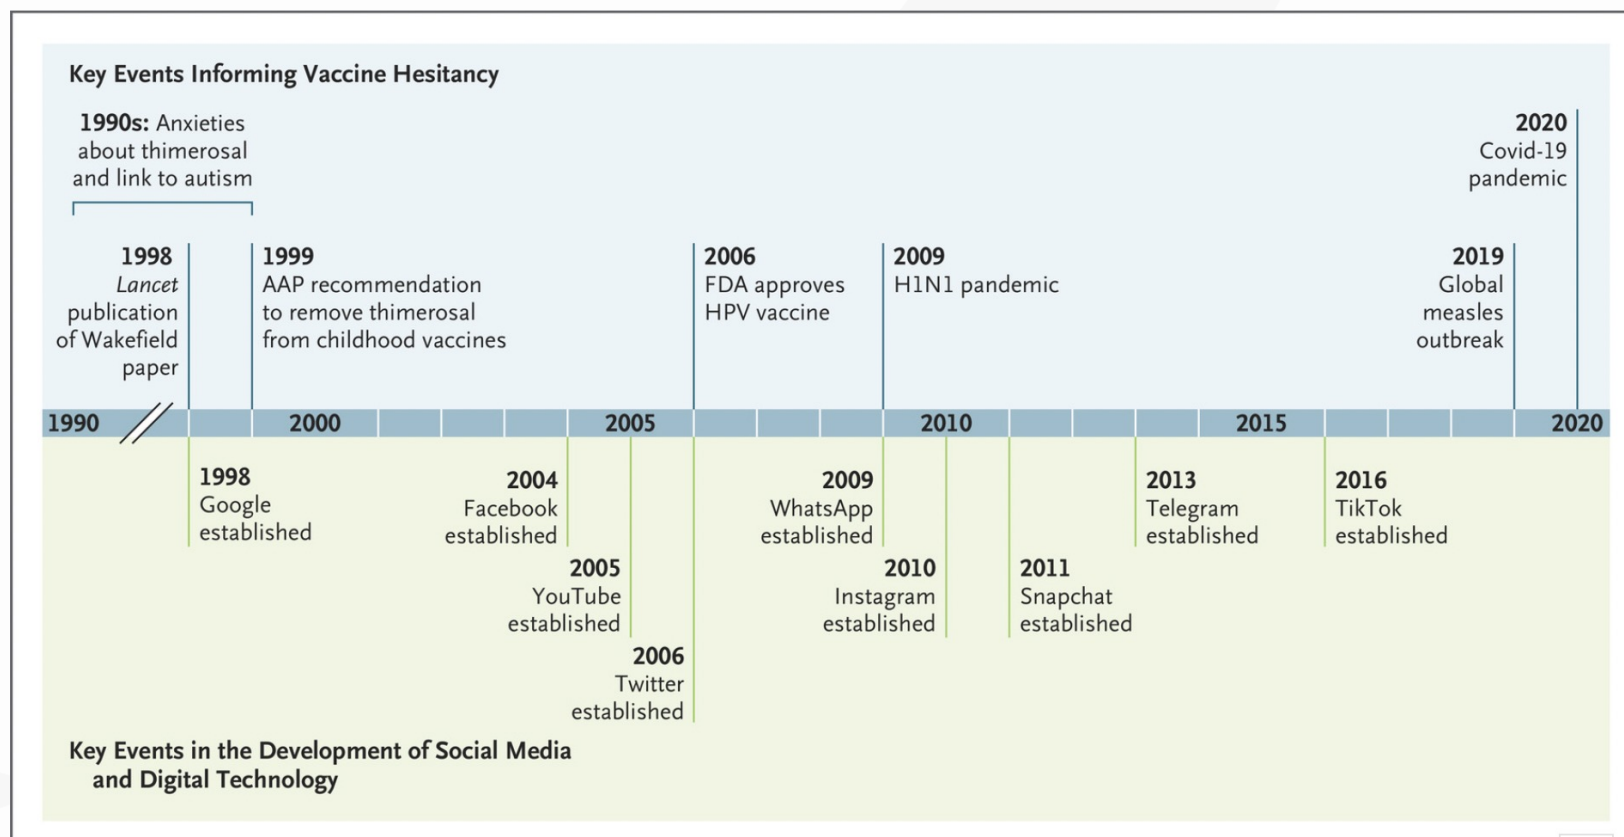 Key Events Informing Vaccine Hesitancy
1990s: Anxieties
about thimerosal
and link to autism
2020
Covid-19
pandemic
1998
Lancet
publication
of Wakefield
paper
1999
AAP recommendation
to remove thimerosal
from childhood vaccines
2006
FDA approves
HPV vaccine
2009
H1N1 pandemic
2019
Global
measles
outbreak
1990 2000 2005 2010 2015 2020
1998
Google
established
2004
Facebook
established
2005
YouTube
established
2006
Twitter
established
2009
WhatsApp
established
2010
Instagram
established
2011
Snapchat
established
2013
Telegram
established
2016
TikTok
established
Key Events in the Development of Social Media
and Digital Technology